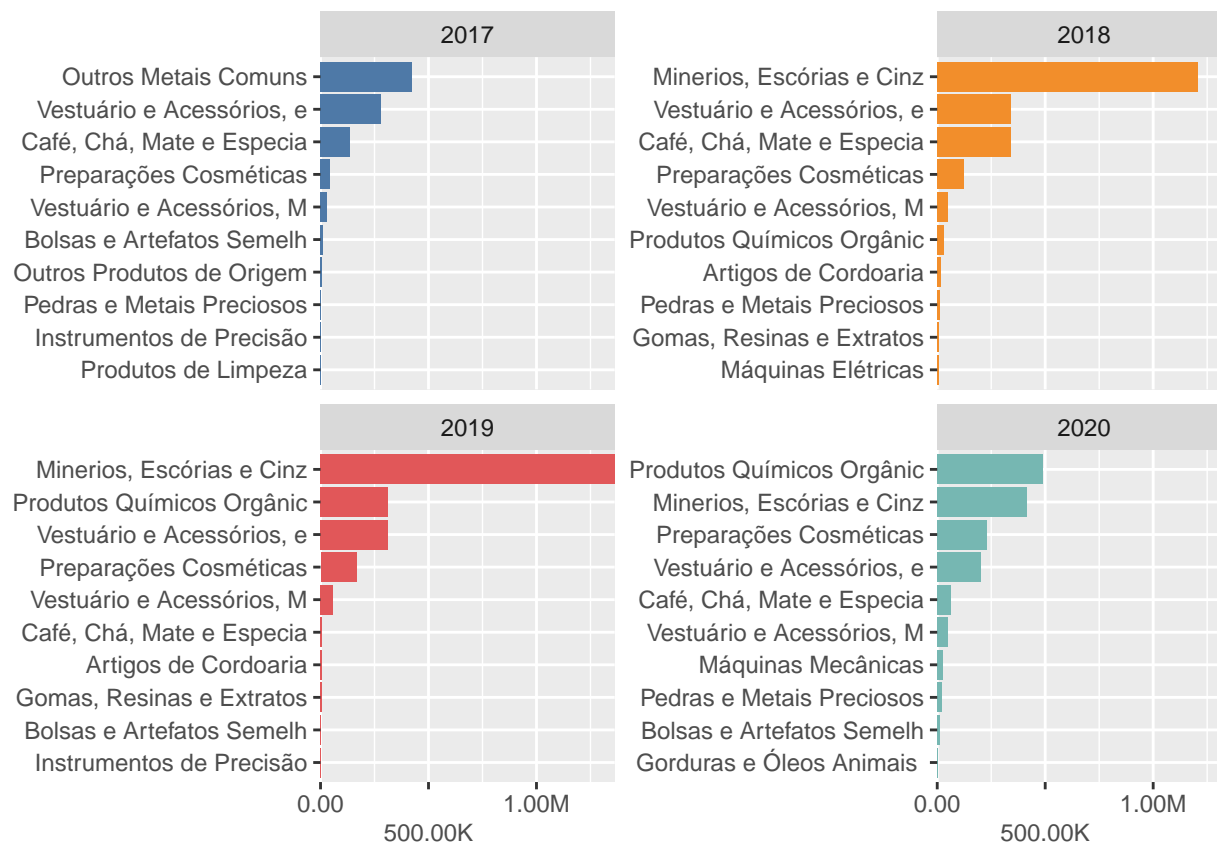 2017
Outros Metais Comuns
Vestuário e Acessórios, e
Café, Chá, Mate e Especia
Preparações Cosméticas
Vestuário e Acessórios, M
Bolsas e Artefatos Semelh
Outros Produtos de Origem
Pedras e Metais Preciosos
Instrumentos de Precisão
Produtos de Limpeza
2018
Minerios, Escórias e Cinz
Vestuário e Acessórios, e
Café, Chá, Mate e Especia
Preparações Cosméticas
Vestuário e Acessórios, M
Produtos Químicos Orgânic
Artigos de Cordoaria
Pedras e Metais Preciosos
Gomas, Resinas e Extratos
Máquinas Elétricas
2019
Minerios, Escórias e Cinz
Produtos Químicos Orgânic
Vestuário e Acessórios, e
Preparações Cosméticas
Vestuário e Acessórios, M
Café, Chá, Mate e Especia
Artigos de Cordoaria
Gomas, Resinas e Extratos
Bolsas e Artefatos Semelh
Instrumentos de Precisão
0.00 1.00M
500.00K
2020
Produtos Químicos Orgânic
Minerios, Escórias e Cinz
Preparações Cosméticas
Vestuário e Acessórios, e
Café, Chá, Mate e Especia
Vestuário e Acessórios, M
Máquinas Mecânicas
Pedras e Metais Preciosos
Bolsas e Artefatos Semelh
Gorduras e Óleos Animais
0.00 1.00M
500.00K